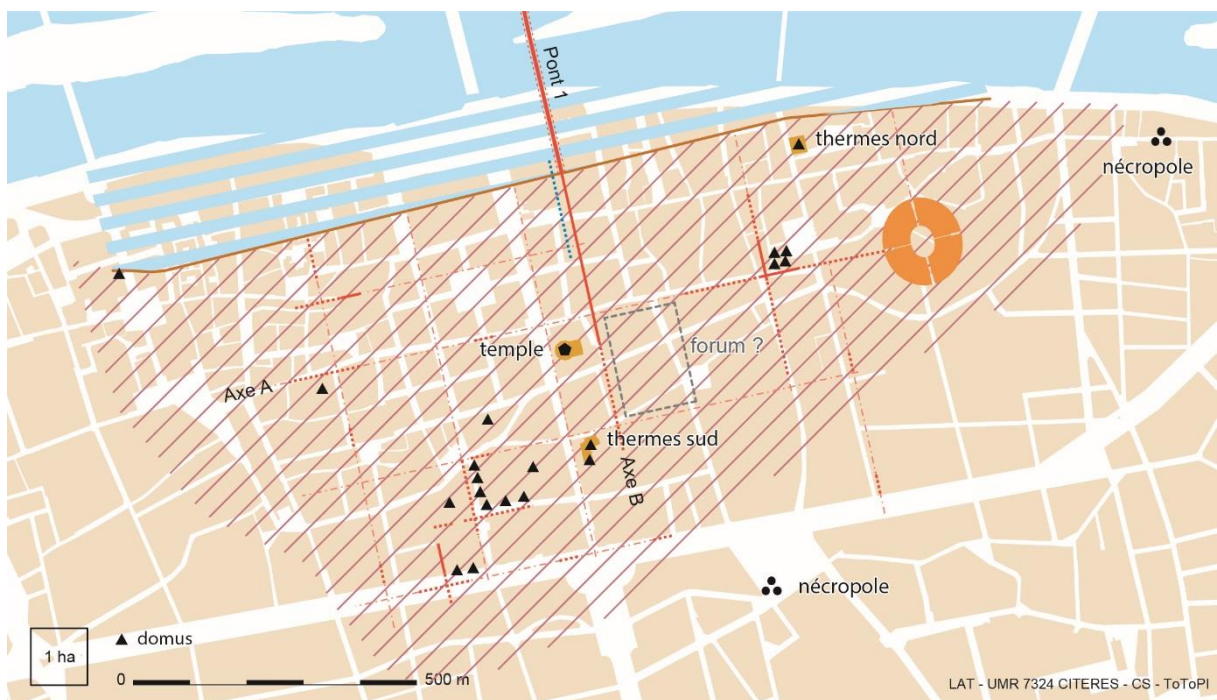 Pont 1
thermes nord
nécropole
temple
forum ?
Axe A
thermes sud
Axe B
nécropole
1 ha
domus
0
500 m
LAT - UMR 7324 CITERES - CS - ToToPI